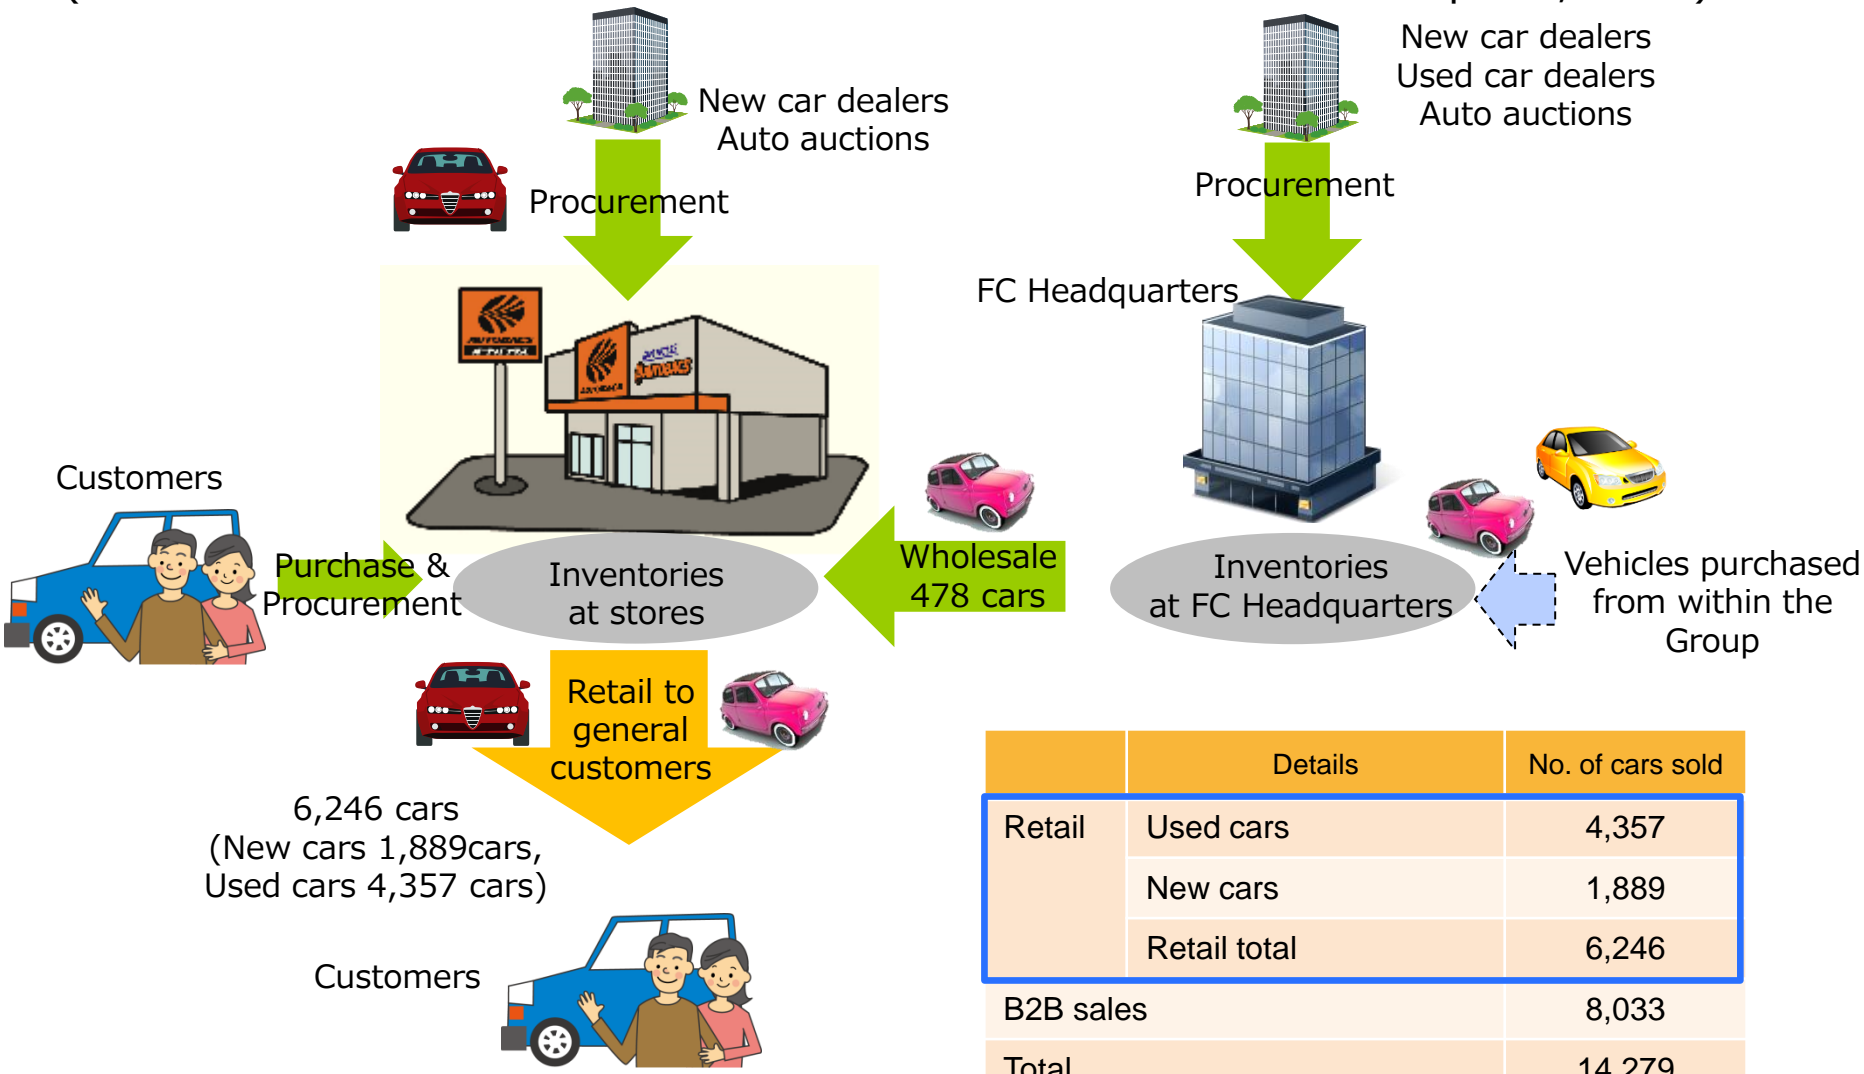 New car dealers
Auto auctions
New car dealers
Used car dealers
Auto auctions
Procurement
Procurement
FC Headquarters
AUTOBACS
AUTOBACS
Customers
Purchase &
Procurement
Inventories
at stores
Wholesale
478 cars
Inventories
at FC Headquarters
Vehicles purchased
from within the
Group
Retail to
general
customers
6,246 cars
(New cars 1,889cars,
Used cars 4,357 cars)
Customers
Details No. of cars sold
Retail Used cars 4,357
New cars 1,889
Retail total 6,246
B2B sales 8,033
Total 14,279